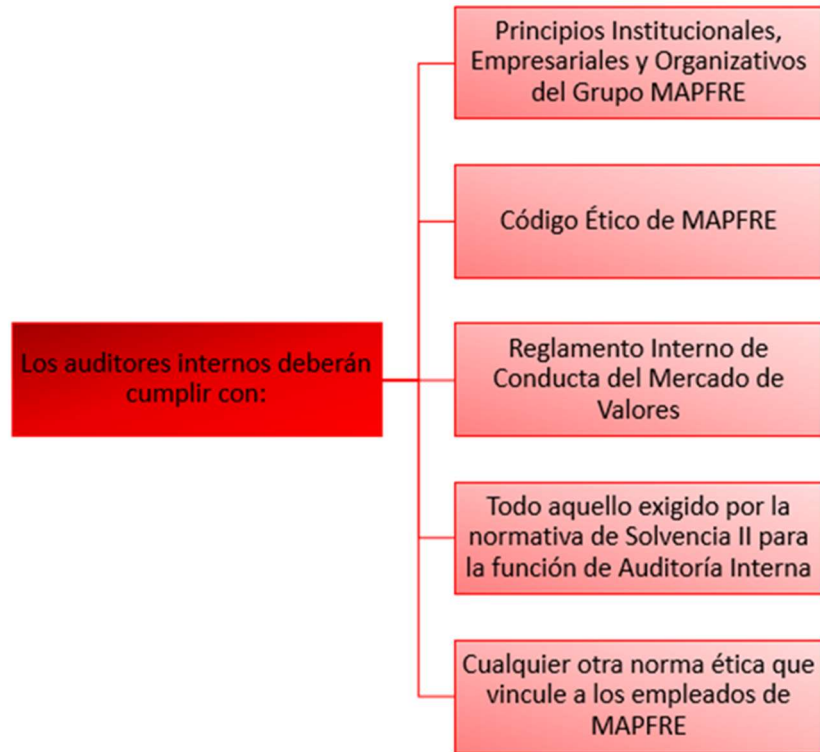 Principios Institucionales,
Empresariales y Organizativos
del Grupo MAPFRE
Código Ético de MAPFRE
Los auditores internos deberán
cumplir con:
Reglamento Interno de
Conducta del Mercado de
Valores
Todo aquello exigido por la
normativa de Solvencia II para
la función de Auditoría Interna
Cualquier otra norma ética que
vincule a los empleados de
MAPFRE